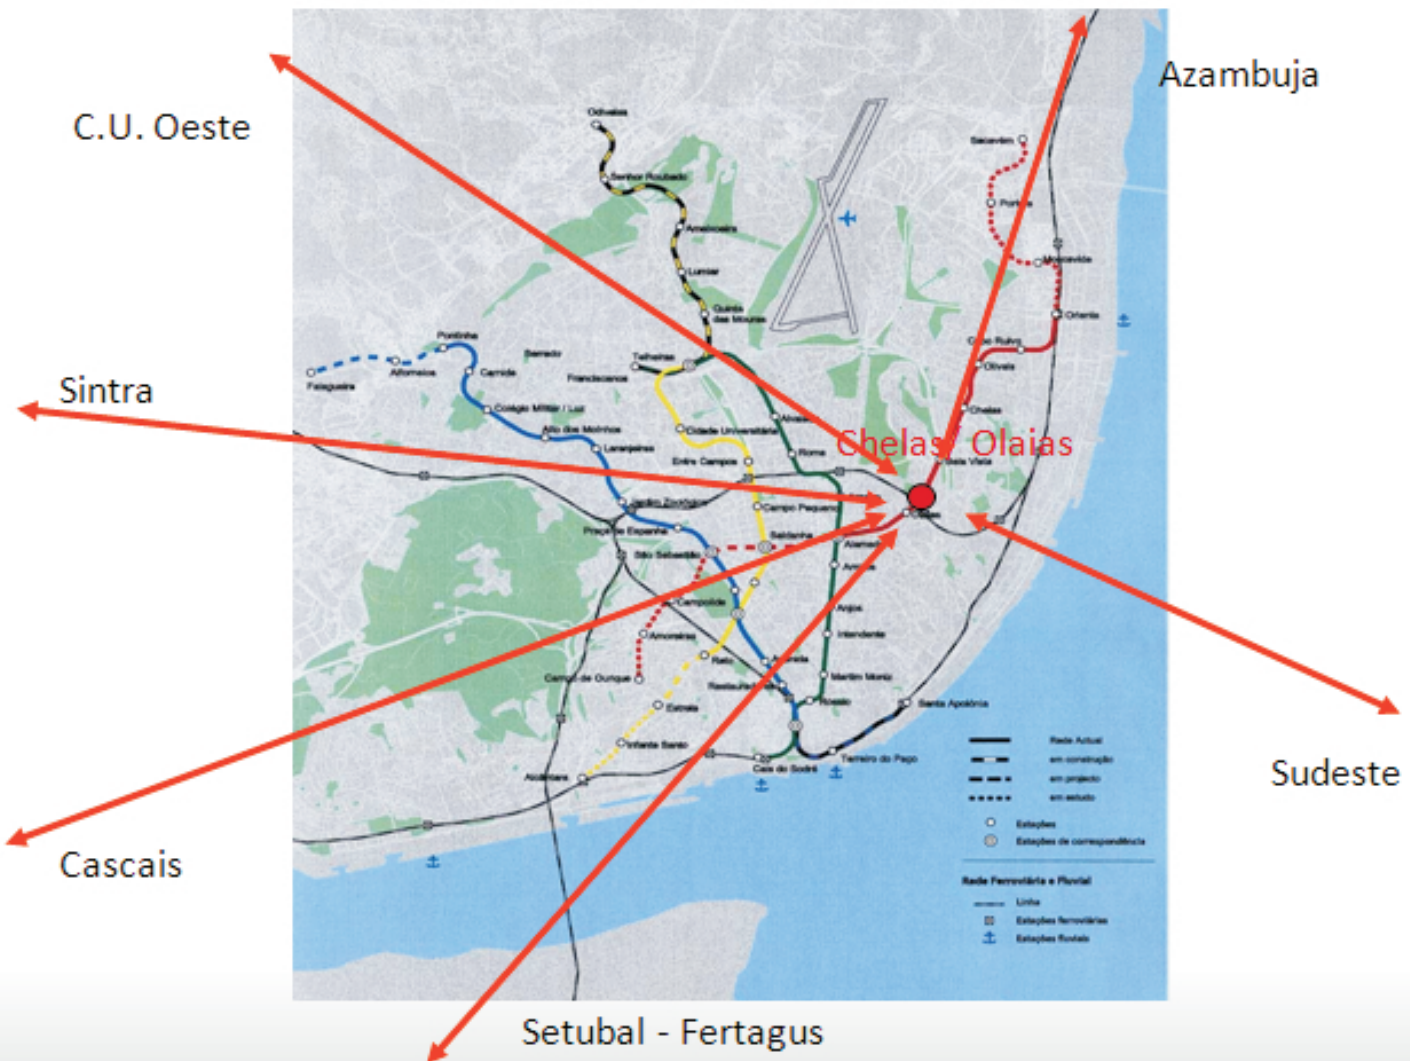 Azambuja
C.U. Oeste
Odivelas
Sacavém
Senhor Roubado
Portela
Ameixoeira
Moscavide
Lumiar
Quinta
das Mouras
Oriente
Pontinha
Cabo Ruivo
Telheiras
Alfornelos
Carnide
Franciscanos
Olivais
Falagueira
Sintra
Colégio Militar / Luz
Chelas
Alto dos Moinhos
Cidade Universitária
Chelas / Olaias
Laranjeiras
Roma
Bela Vista
Entre Campos
Jardim Zoológico
Campo Pequeno
Praça de Espanha
Saldanha
São Sebastião
Alameda
Arroios
Campolide
Anjos
Amoreiras
Intendente
Rato
Avenida
Campo de Ourique
Restauradores
Martim Moniz
Rossio
Santa Apolónia
Estrela
Infante Santo
Rede Actual
Terreiro do Paço
em construção
Cais do Sodré
Alcântara
em projecto
em estudo
Sudeste
Estações
Estações de correspondência
Cascais
Rede Ferroviária e Fluvial
Linha
Estações ferroviárias
Estações fluviais
Setubal - Fertagus